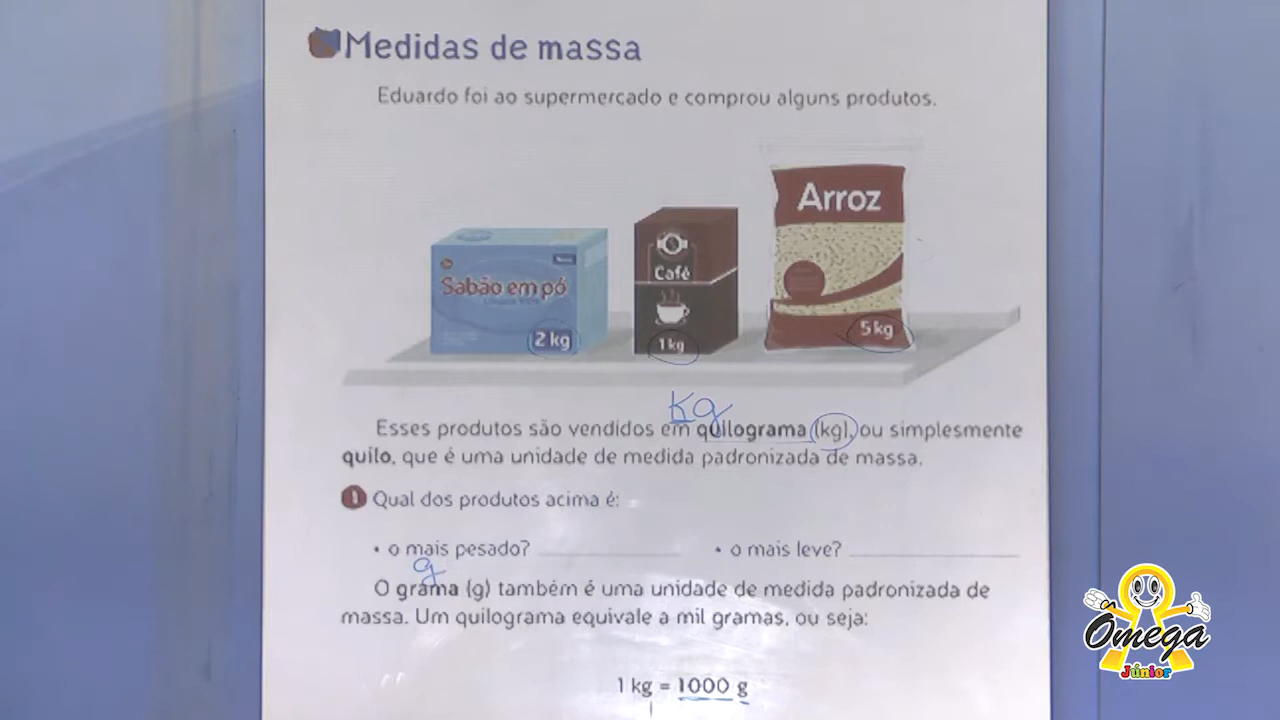 Medidas de massa
Eduardo foi ao supermercado e comprou alguns produtos.
Arroz
Café
Sabão em pó
2 kg
1 kg
5 kg
Kg
Esses produtos são vendidos em quilograma (kg), ou simplesmente
quilo, que é uma unidade de medida padronizada de massa.
1 Qual dos produtos acima é:
• o mais pesado? • o mais leve?
g
O grama (g) também é uma unidade de medida padronizada de
massa. Um quilograma equivale a mil gramas, ou seja:
1 kg = 1000 g
Ômega
Júnior